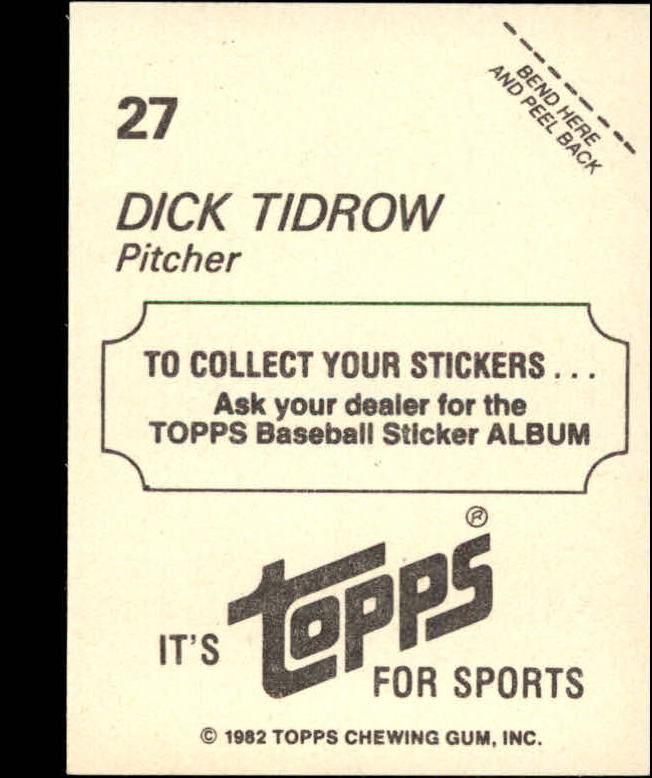 BEND HERE
AND PEEL BACK
27
DICK TIDROW
Pitcher
TO COLLECT YOUR STICKERS...
Ask your dealer for the
TOPPS Baseball Sticker ALBUM
®
IT'S topps
FOR SPORTS
© 1982 TOPPS CHEWING GUM, INC.